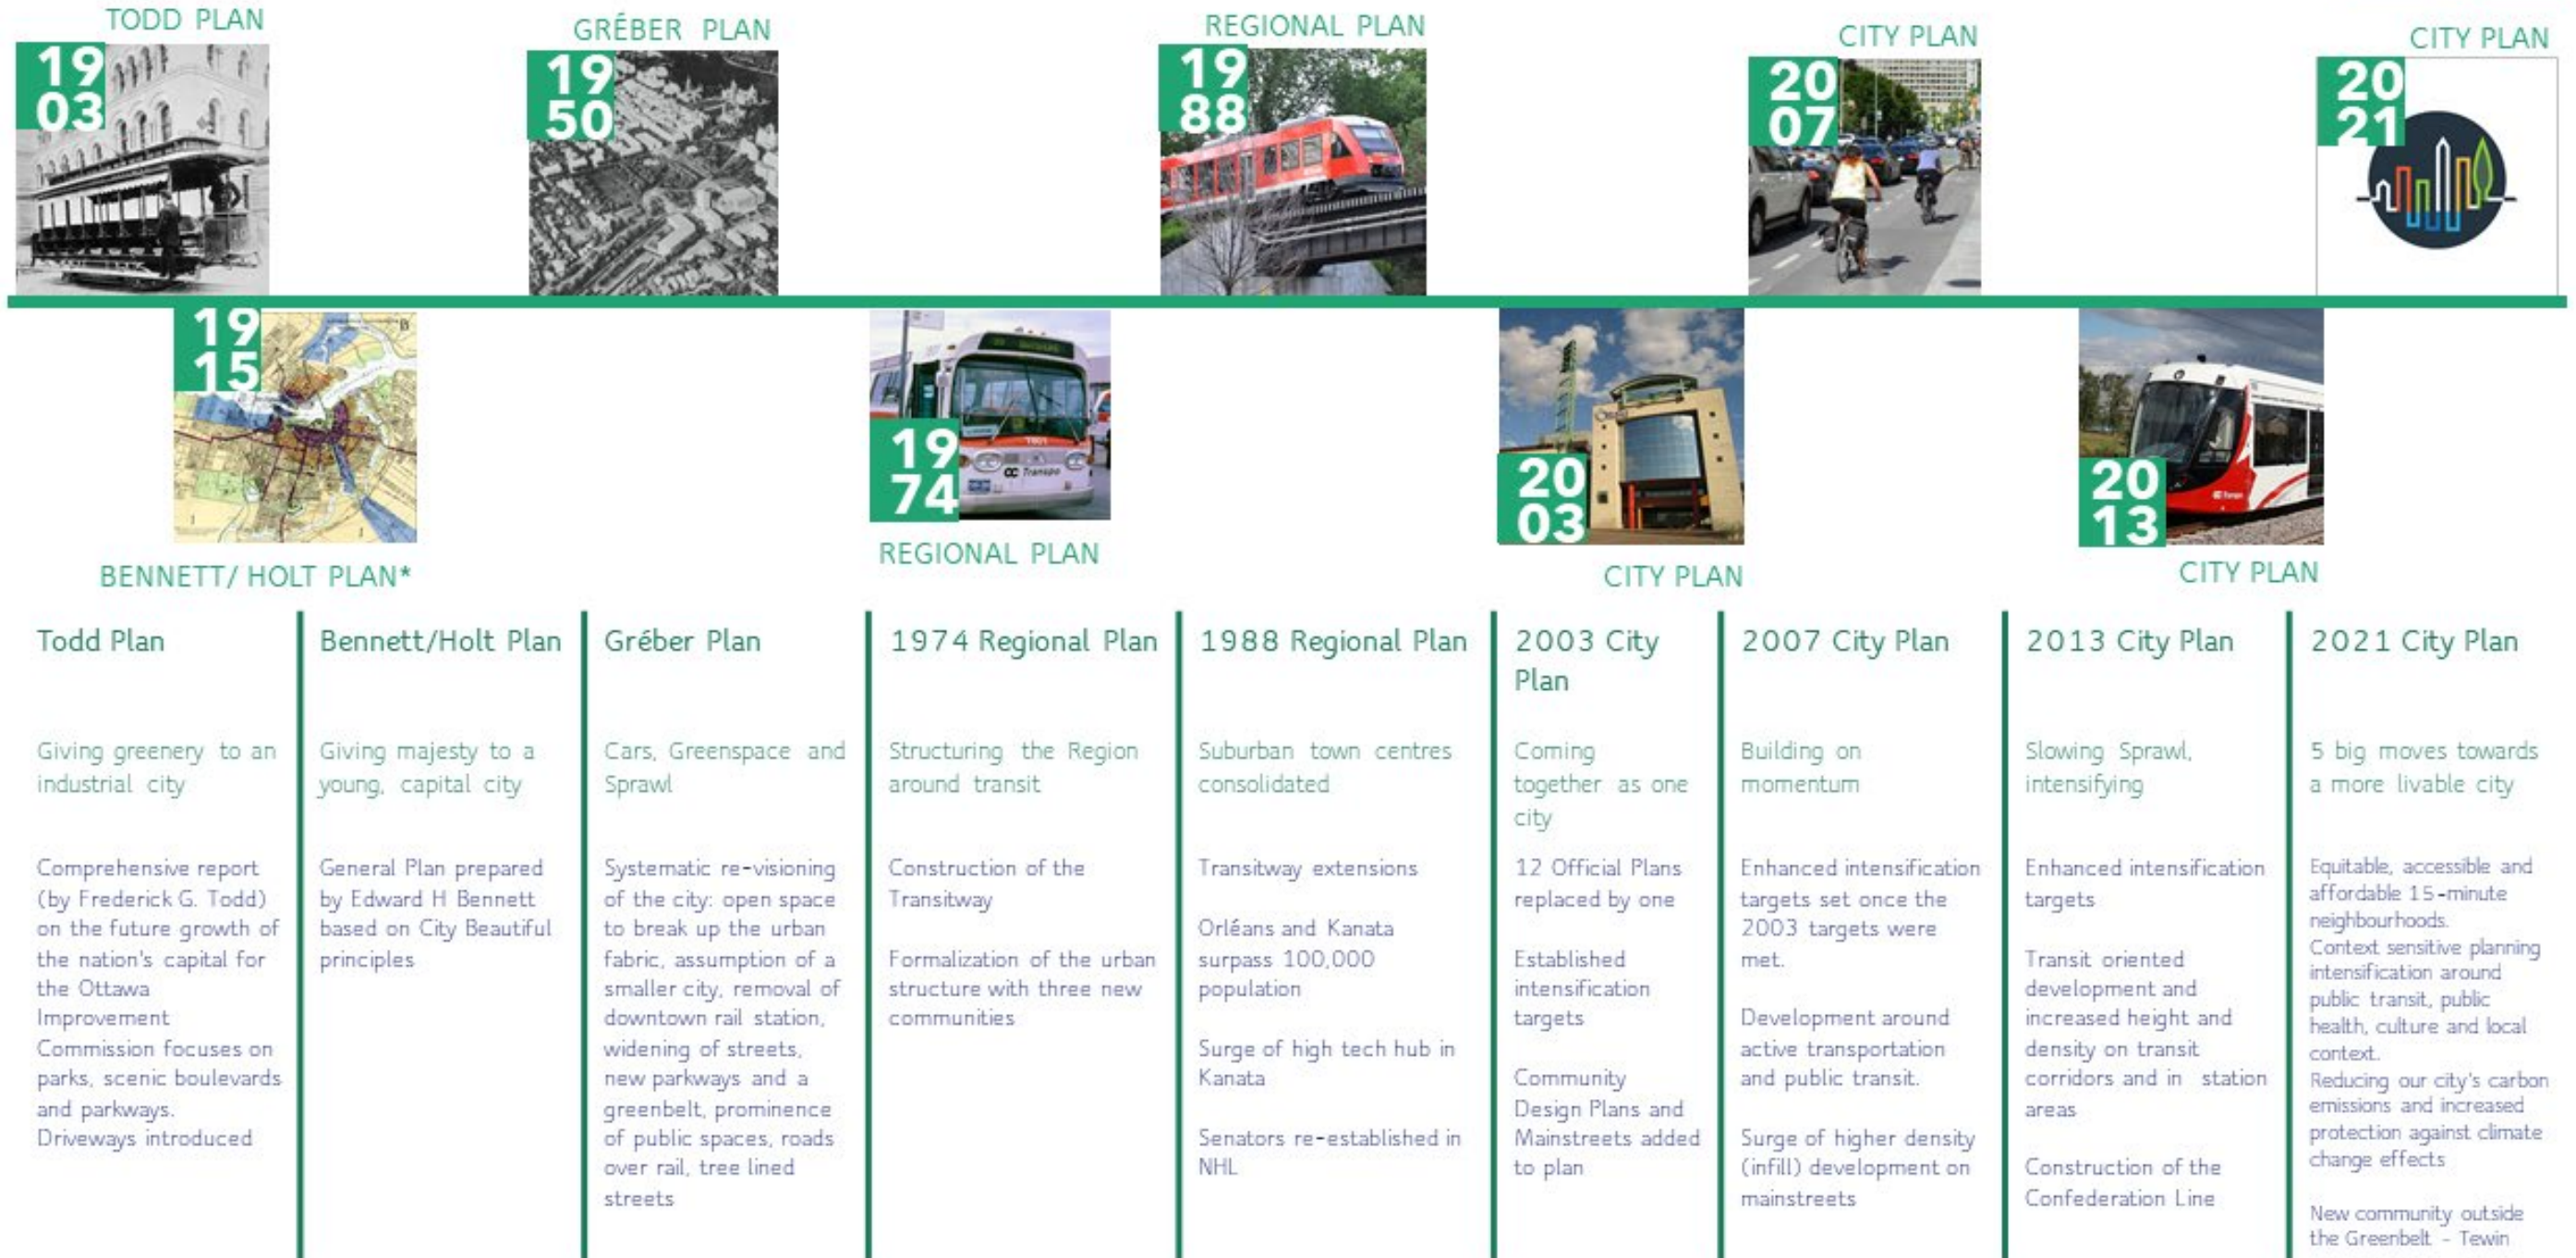 TODD PLAN
19
03
GRÉBER PLAN
19
50
REGIONAL PLAN
19
88
CITY PLAN
20
07
CITY PLAN
20
21
19
15
BENNETT/ HOLT PLAN*
19
74
OC Transpo
REGIONAL PLAN
20
03
CITY PLAN
20
13
CITY PLAN
Todd Plan
Giving greenery to an
industrial city
Comprehensive report
(by Frederick G. Todd)
on the future growth of
the nation's capital for
the Ottawa
Improvement
Commission focuses on
parks, scenic boulevards
and parkways.
Driveways introduced
Bennett/Holt Plan
Giving majesty to a
young, capital city
General Plan prepared
by Edward H Bennett
based on City Beautiful
principles
Gréber Plan
Cars, Greenspace and
Sprawl
Systematic re-visioning
of the city: open space
to break up the urban
fabric, assumption of a
smaller city, removal of
downtown rail station,
widening of streets,
new parkways and a
greenbelt, prominence
of public spaces, roads
over rail, tree lined
streets
1974 Regional Plan
Structuring the Region
around transit
Construction of the
Transitway
Formalization of the urban
structure with three new
communities
1988 Regional Plan
Suburban town centres
consolidated
Transitway extensions
Orléans and Kanata
surpass 100,000
population
Surge of high tech hub in
Kanata
Senators re-established in
NHL
2003 City
Plan
Coming
together as one
city
12 Official Plans
replaced by one
Established
intensification
targets
Community
Design Plans and
Mainstreets added
to plan
2007 City Plan
Building on
momentum
Enhanced intensification
targets set once the
2003 targets were
met.
Development around
active transportation
and public transit.
Surge of higher density
(infill) development on
mainstreets
2013 City Plan
Slowing Sprawl,
intensifying
Enhanced intensification
targets
Transit oriented
development and
increased height and
density on transit
corridors and in station
areas
Construction of the
Confederation Line
2021 City Plan
5 big moves towards
a more livable city
Equitable, accessible and
affordable 15-minute
neighbourhoods.
Context sensitive planning
intensification around
public transit, public
health, culture and local
context.
Reducing our city's carbon
emissions and increased
protection against climate
change effects
New community outside
the Greenbelt - Tewin